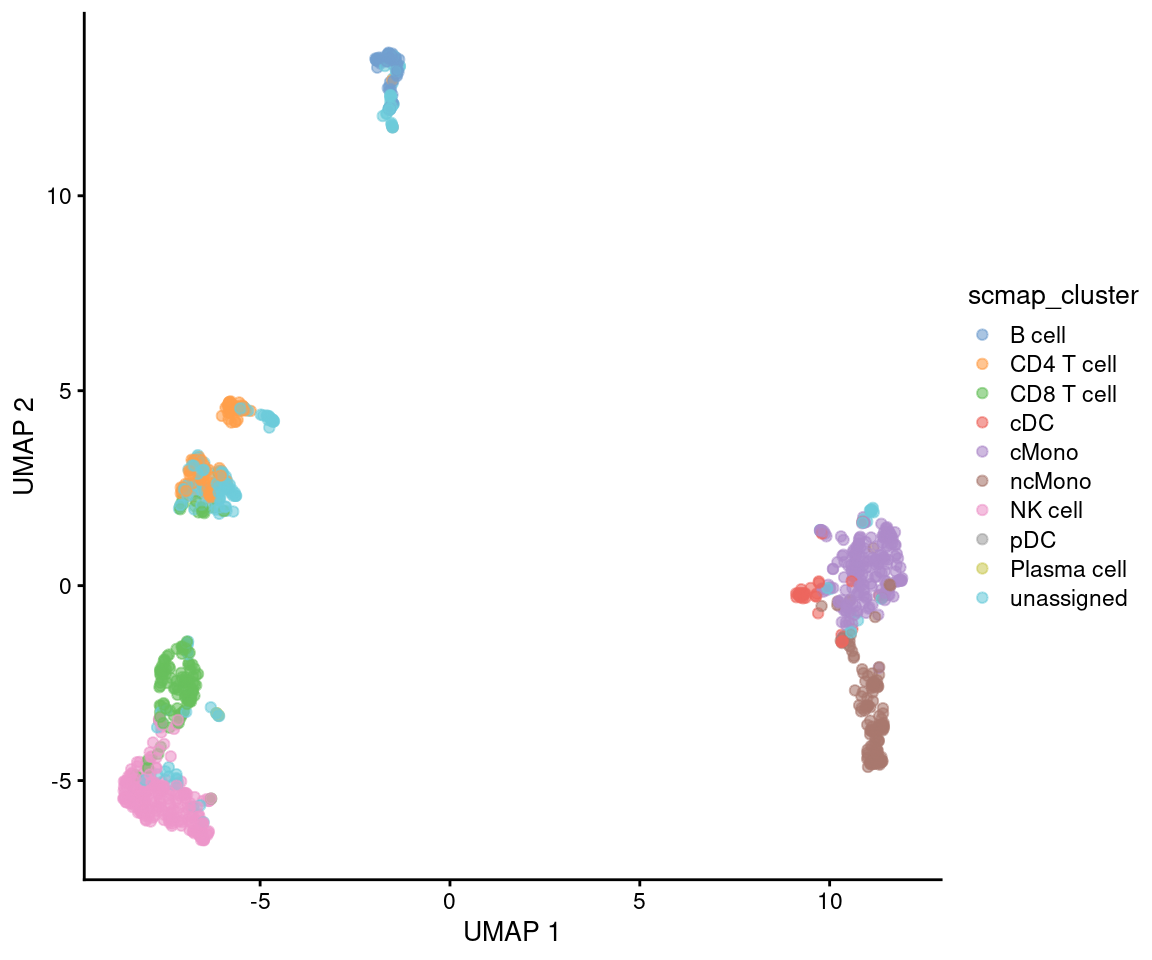 10
5
0
-5
UMAP 2
-5
0
5
10
UMAP 1
scmap_cluster
B cell
CD4 T cell
CD8 T cell
cDC
cMono
ncMono
NK cell
pDC
Plasma cell
unassigned